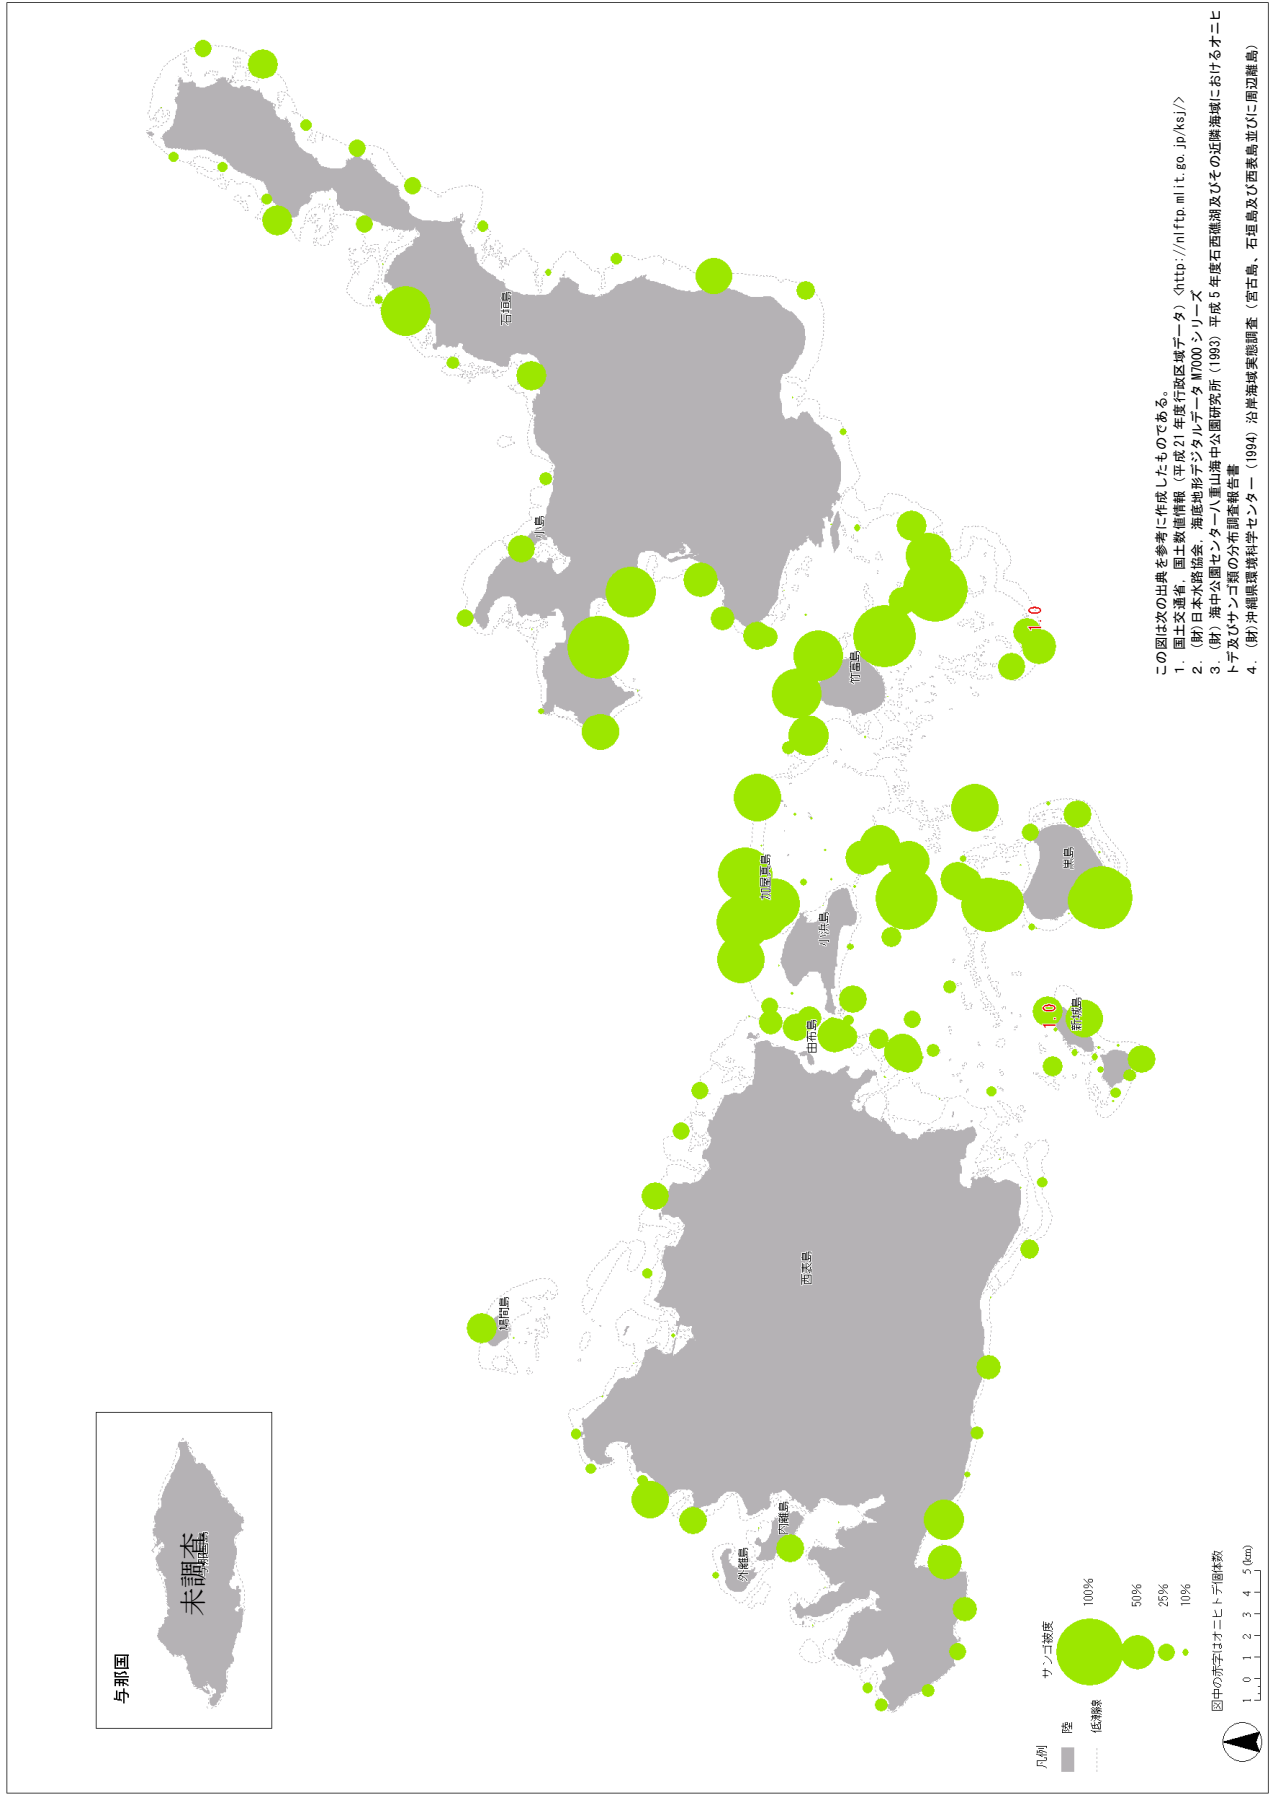 与那国
未調査
石垣島
小島
竹富島
加屋真島
小浜島
黒島
由布島
新城島
西表島
鳩間島
内離島
外離島
1.0
1.0
凡例
陸
低潮線
サンゴ被度
100%
50%
25%
10%
図中の赤字はオニヒトデ個体数
1 0 1 2 3 4 5 (km)
この図は次の出典を参考に作成したものである。
1. 国土交通省. 国土数値情報（平成21年度行政区域データ）<http://nlftp.mlit.go.jp/ksj/>
2. (財)日本水路協会. 海底地形デジタルデータ M7000シリーズ
3. (財) 海中公園センター八重山海中公園研究所 (1993) 平成5年度石西礁湖及びその近隣海域におけるオニヒ
トデ及びサンゴ類の分布調査報告書
4. (財)沖縄県環境科学センター (1994) 沿岸海域実態調査（宮古島、石垣島及び西表島並びに周辺離島）